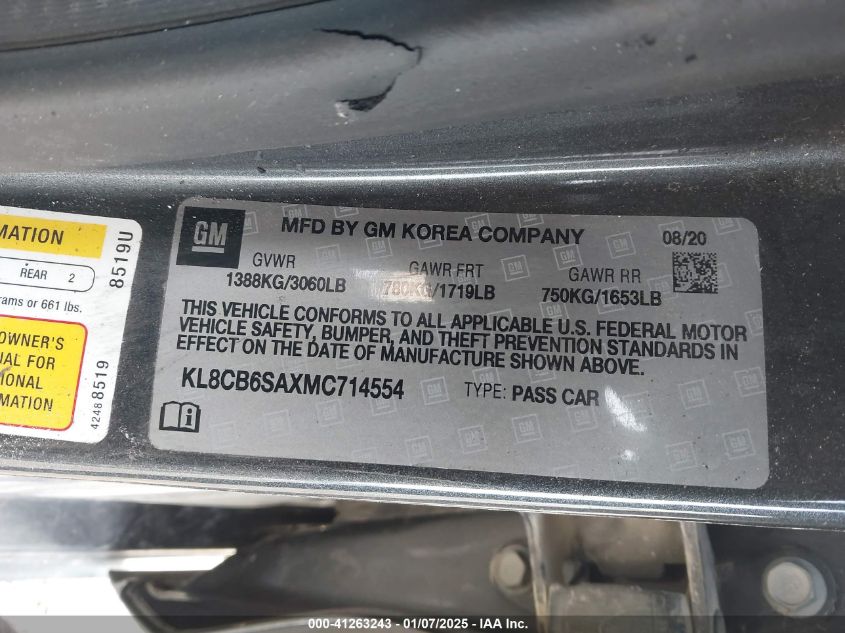 MATION
REAR 2
rams or 661 lbs.
OWNER'S
AL FOR
IONAL
RMATION
8519U
42488519
GM
MFD BY GM KOREA COMPANY 08/20
GVWR GAWR FRT GAWR RR
1388KG/3060LB 780KG/1719LB 750KG/1653LB
THIS VEHICLE CONFORMS TO ALL APPLICABLE U.S. FEDERAL MOTOR
VEHICLE SAFETY, BUMPER, AND THEFT PREVENTION STANDARDS IN
EFFECT ON THE DATE OF MANUFACTURE SHOWN ABOVE.
KL8CB6SAXMC714554 TYPE: PASS CAR
000-41263243 - 01/07/2025 - IAA Inc.